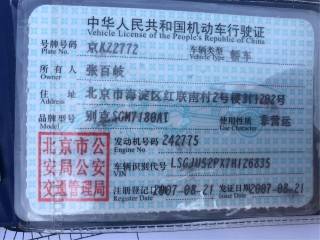 中华人民共和国机动车行驶证
Vehicle License of the People's Republic of China
号牌号码 京KZ2772 车辆类型 轿车
Plate No. Vehicle Type
所有人 张百岐
Owner
住址 北京市海淀区红联南村2号楼3门202号
Address
品牌型号 别克SGM7180AT 使用性质 非营运
Model Use Character
北京市公安局公安交通管理局
发动机号码 242775
Engine No.
车辆识别代号
VIN
注册登记日 2007-08-21 发证日期 2007-08-21
Register Date Issue Date